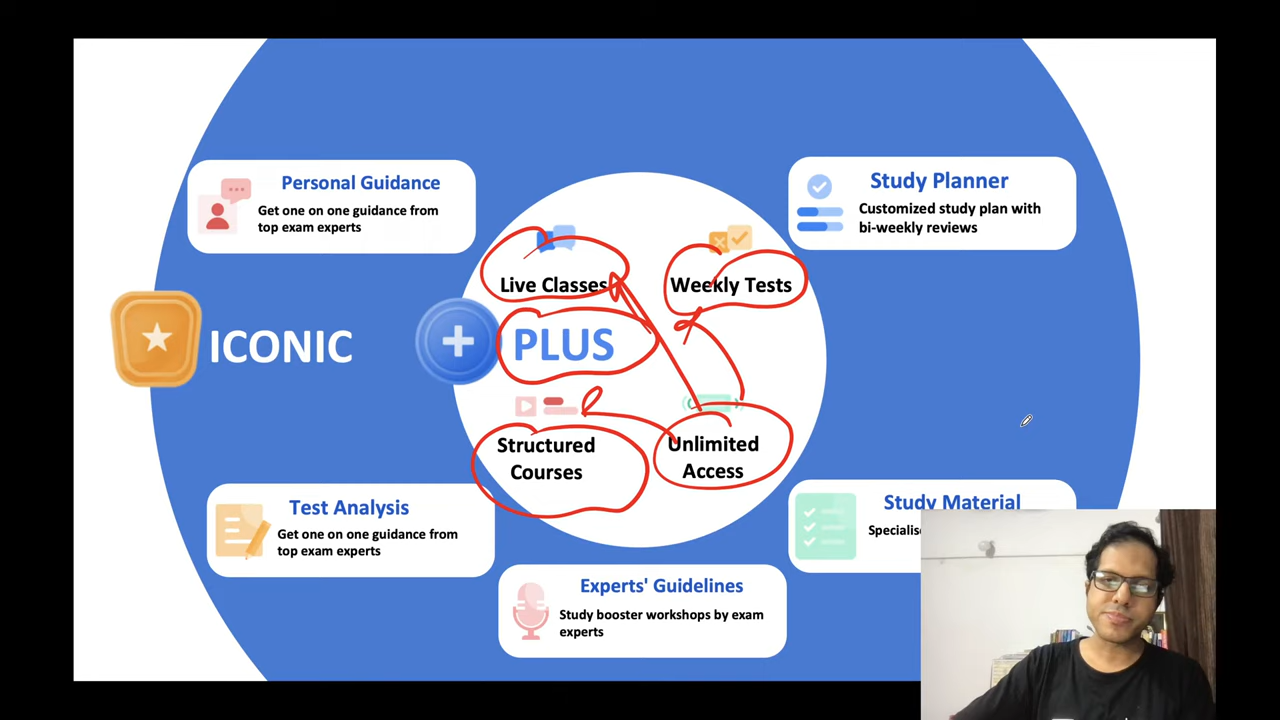 Personal Guidance
Get one on one guidance from
top exam experts
Study Planner
Customized study plan with
bi-weekly reviews
Live Classes
Weekly Tests
ICONIC
PLUS
Structured
Courses
Unlimited
Access
Test Analysis
Get one on one guidance from
top exam experts
Study Material
Experts' Guidelines
Study booster workshops by exam
experts